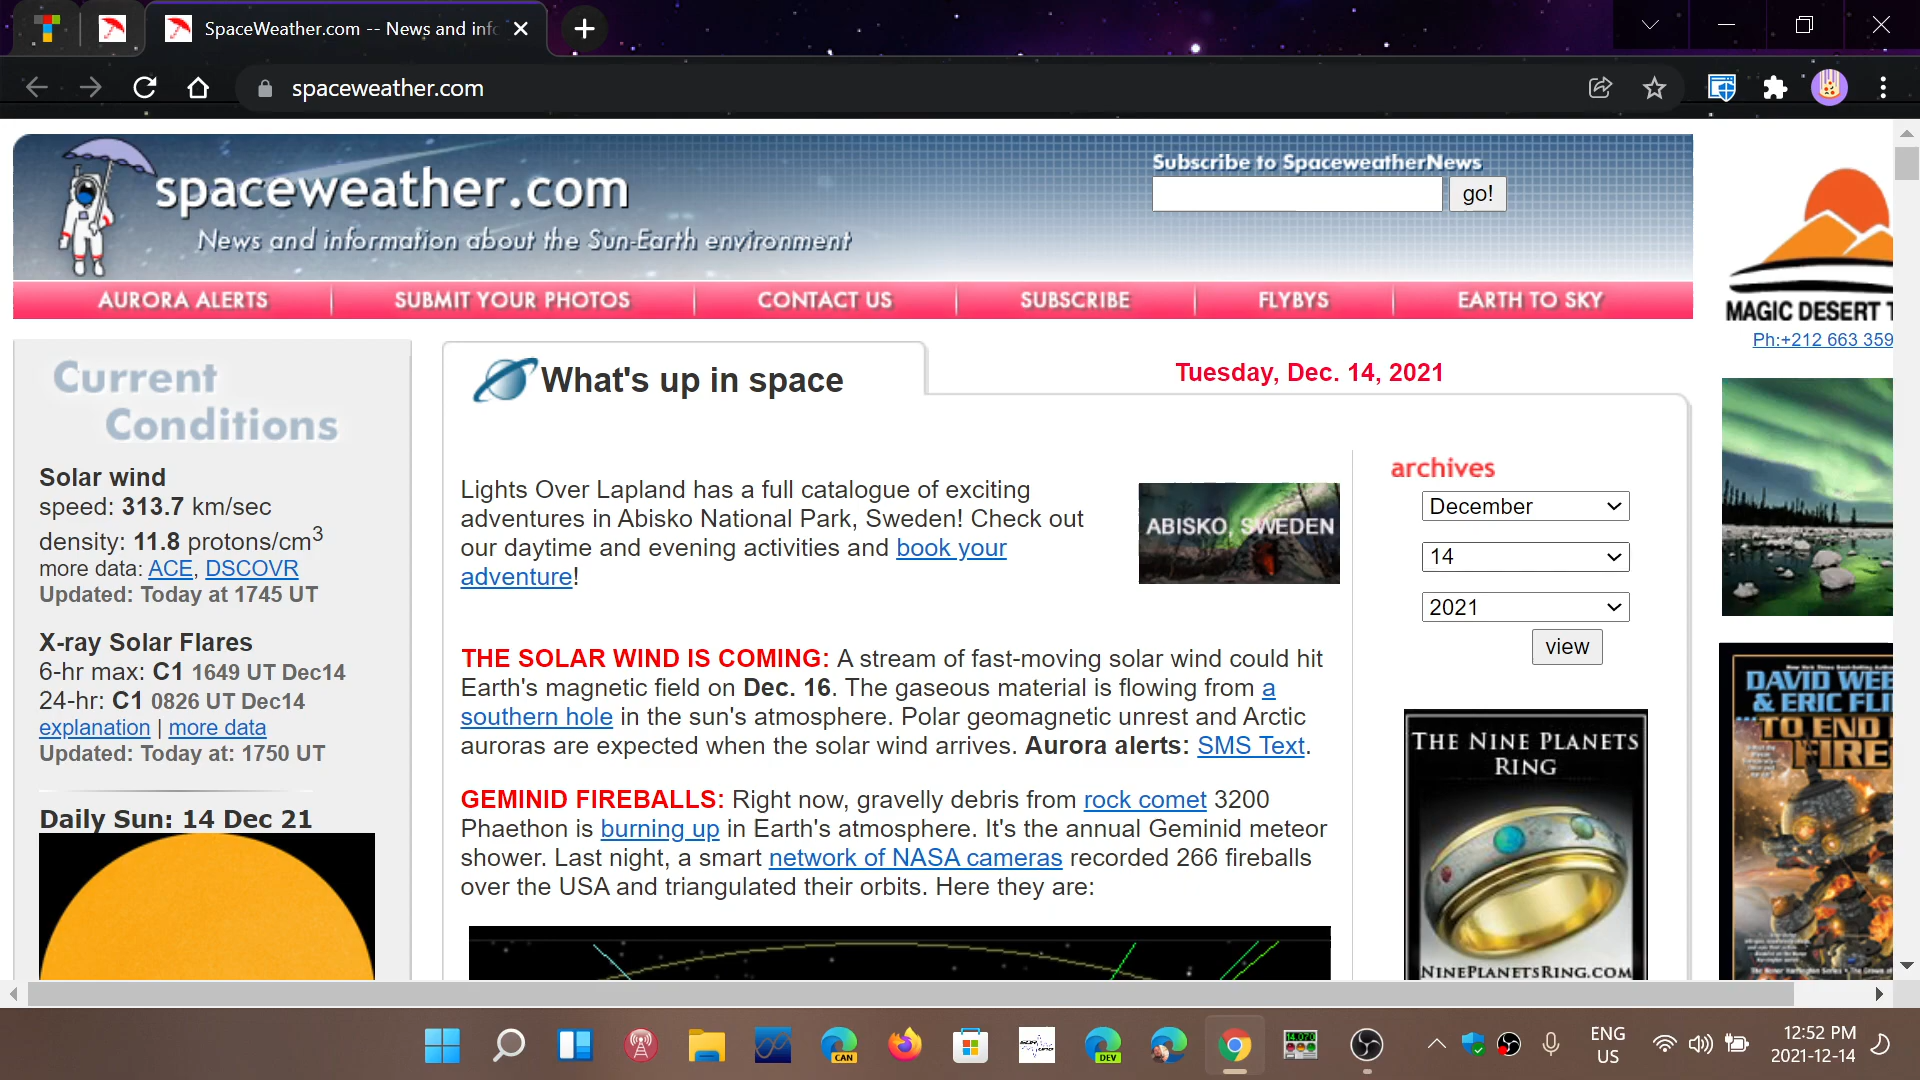 SpaceWeather.com -- News and info
spaceweather.com
spaceweather.com
News and information about the Sun-Earth environment
Subscribe to SpaceweatherNews
go!
AURORA ALERTS
SUBMIT YOUR PHOTOS
CONTACT US
SUBSCRIBE
FLYBYS
EARTH TO SKY
MAGIC DESERT T
Ph:+212 663 359
Current
Conditions
Solar wind
speed: 313.7 km/sec
density: 11.8 protons/cm3
more data: ACE, DSCOVR
Updated: Today at 1745 UT
X-ray Solar Flares
6-hr max: C1 1649 UT Dec14
24-hr: C1 0826 UT Dec14
explanation | more data
Updated: Today at: 1750 UT
Daily Sun: 14 Dec 21
What's up in space
Tuesday, Dec. 14, 2021
Lights Over Lapland has a full catalogue of exciting
adventures in Abisko National Park, Sweden! Check out
our daytime and evening activities and book your
adventure!
ABISKO, SWEDEN
THE SOLAR WIND IS COMING: A stream of fast-moving solar wind could hit
Earth's magnetic field on Dec. 16. The gaseous material is flowing from a
southern hole in the sun's atmosphere. Polar geomagnetic unrest and Arctic
auroras are expected when the solar wind arrives. Aurora alerts: SMS Text.
GEMINID FIREBALLS: Right now, gravelly debris from rock comet 3200
Phaethon is burning up in Earth's atmosphere. It's the annual Geminid meteor
shower. Last night, a smart network of NASA cameras recorded 266 fireballs
over the USA and triangulated their orbits. Here they are:
archives
December
14
2021
view
THE NINE PLANETS
RING
NINEPLANETSRING.COM
DAVID WEB
& ERIC FLI
TO END
FIRE
CAN
DEV
ENG
US
12:52 PM
2021-12-14